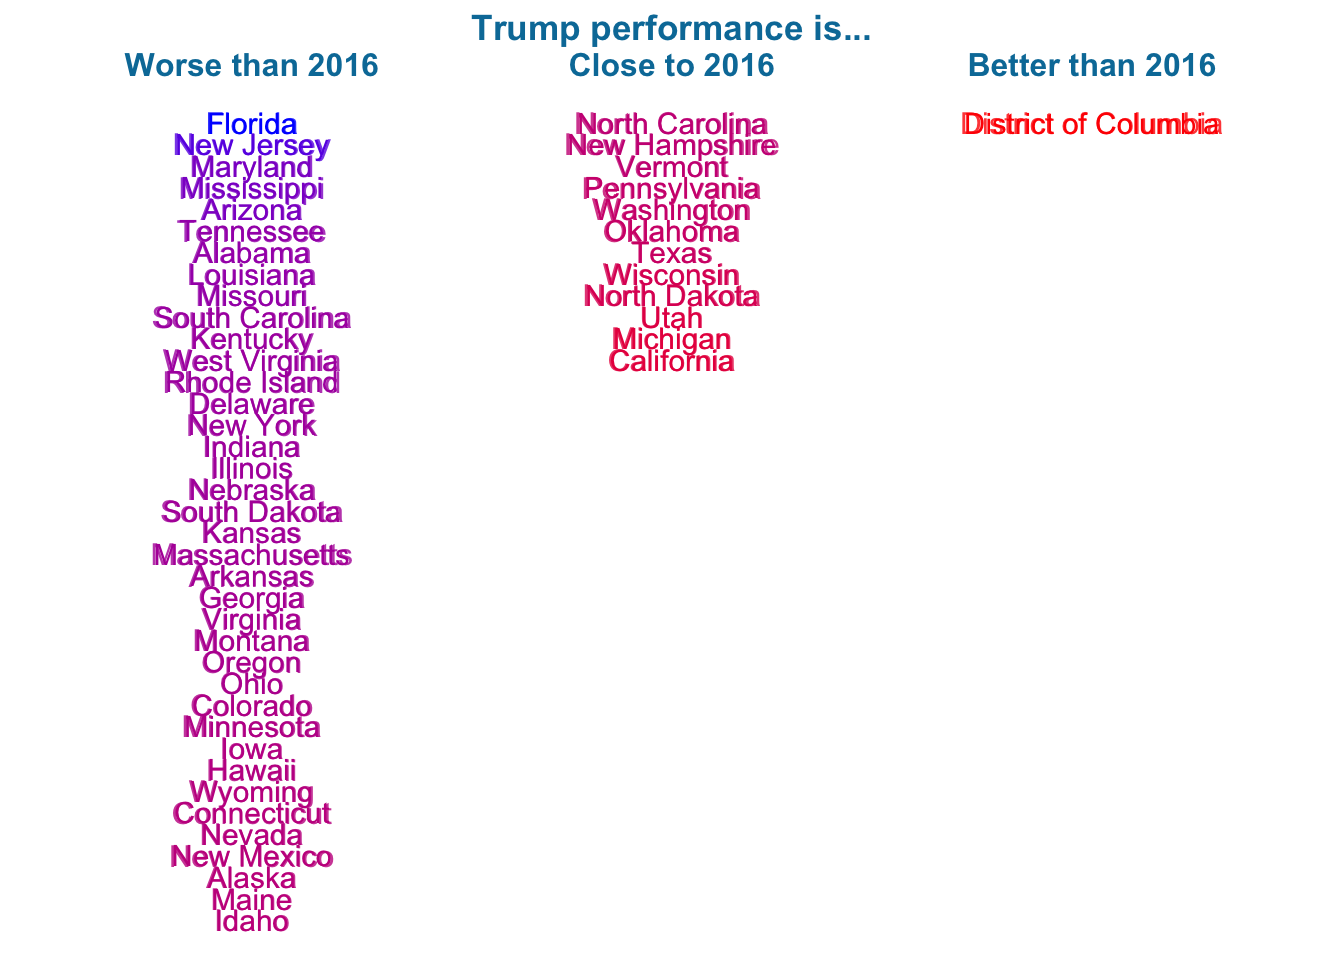 Trump performance is...
Worse than 2016
Close to 2016
Better than 2016
Florida
New Jersey
Maryland
Mississippi
Arizona
Tennessee
Alabama
Louisiana
Missouri
South Carolina
Kentucky
West Virginia
Rhode Island
Delaware
New York
Indiana
Illinois
Nebraska
South Dakota
Kansas
Massachusetts
Arkansas
Georgia
Virginia
Montana
Oregon
Ohio
Colorado
Minnesota
Iowa
Hawaii
Wyoming
Connecticut
Nevada
New Mexico
Alaska
Maine
Idaho
North Carolina
New Hampshire
Vermont
Pennsylvania
Washington
Oklahoma
Texas
Wisconsin
North Dakota
Utah
Michigan
California
District of Columbia